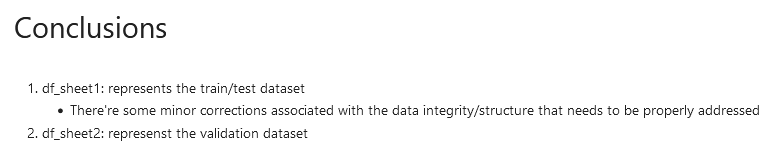 Conclusions
1. df_sheet1: represents the train/test dataset
• There're some minor corrections associated with the data integrity/structure that needs to be properly addressed
2. df_sheet2: represenst the validation dataset